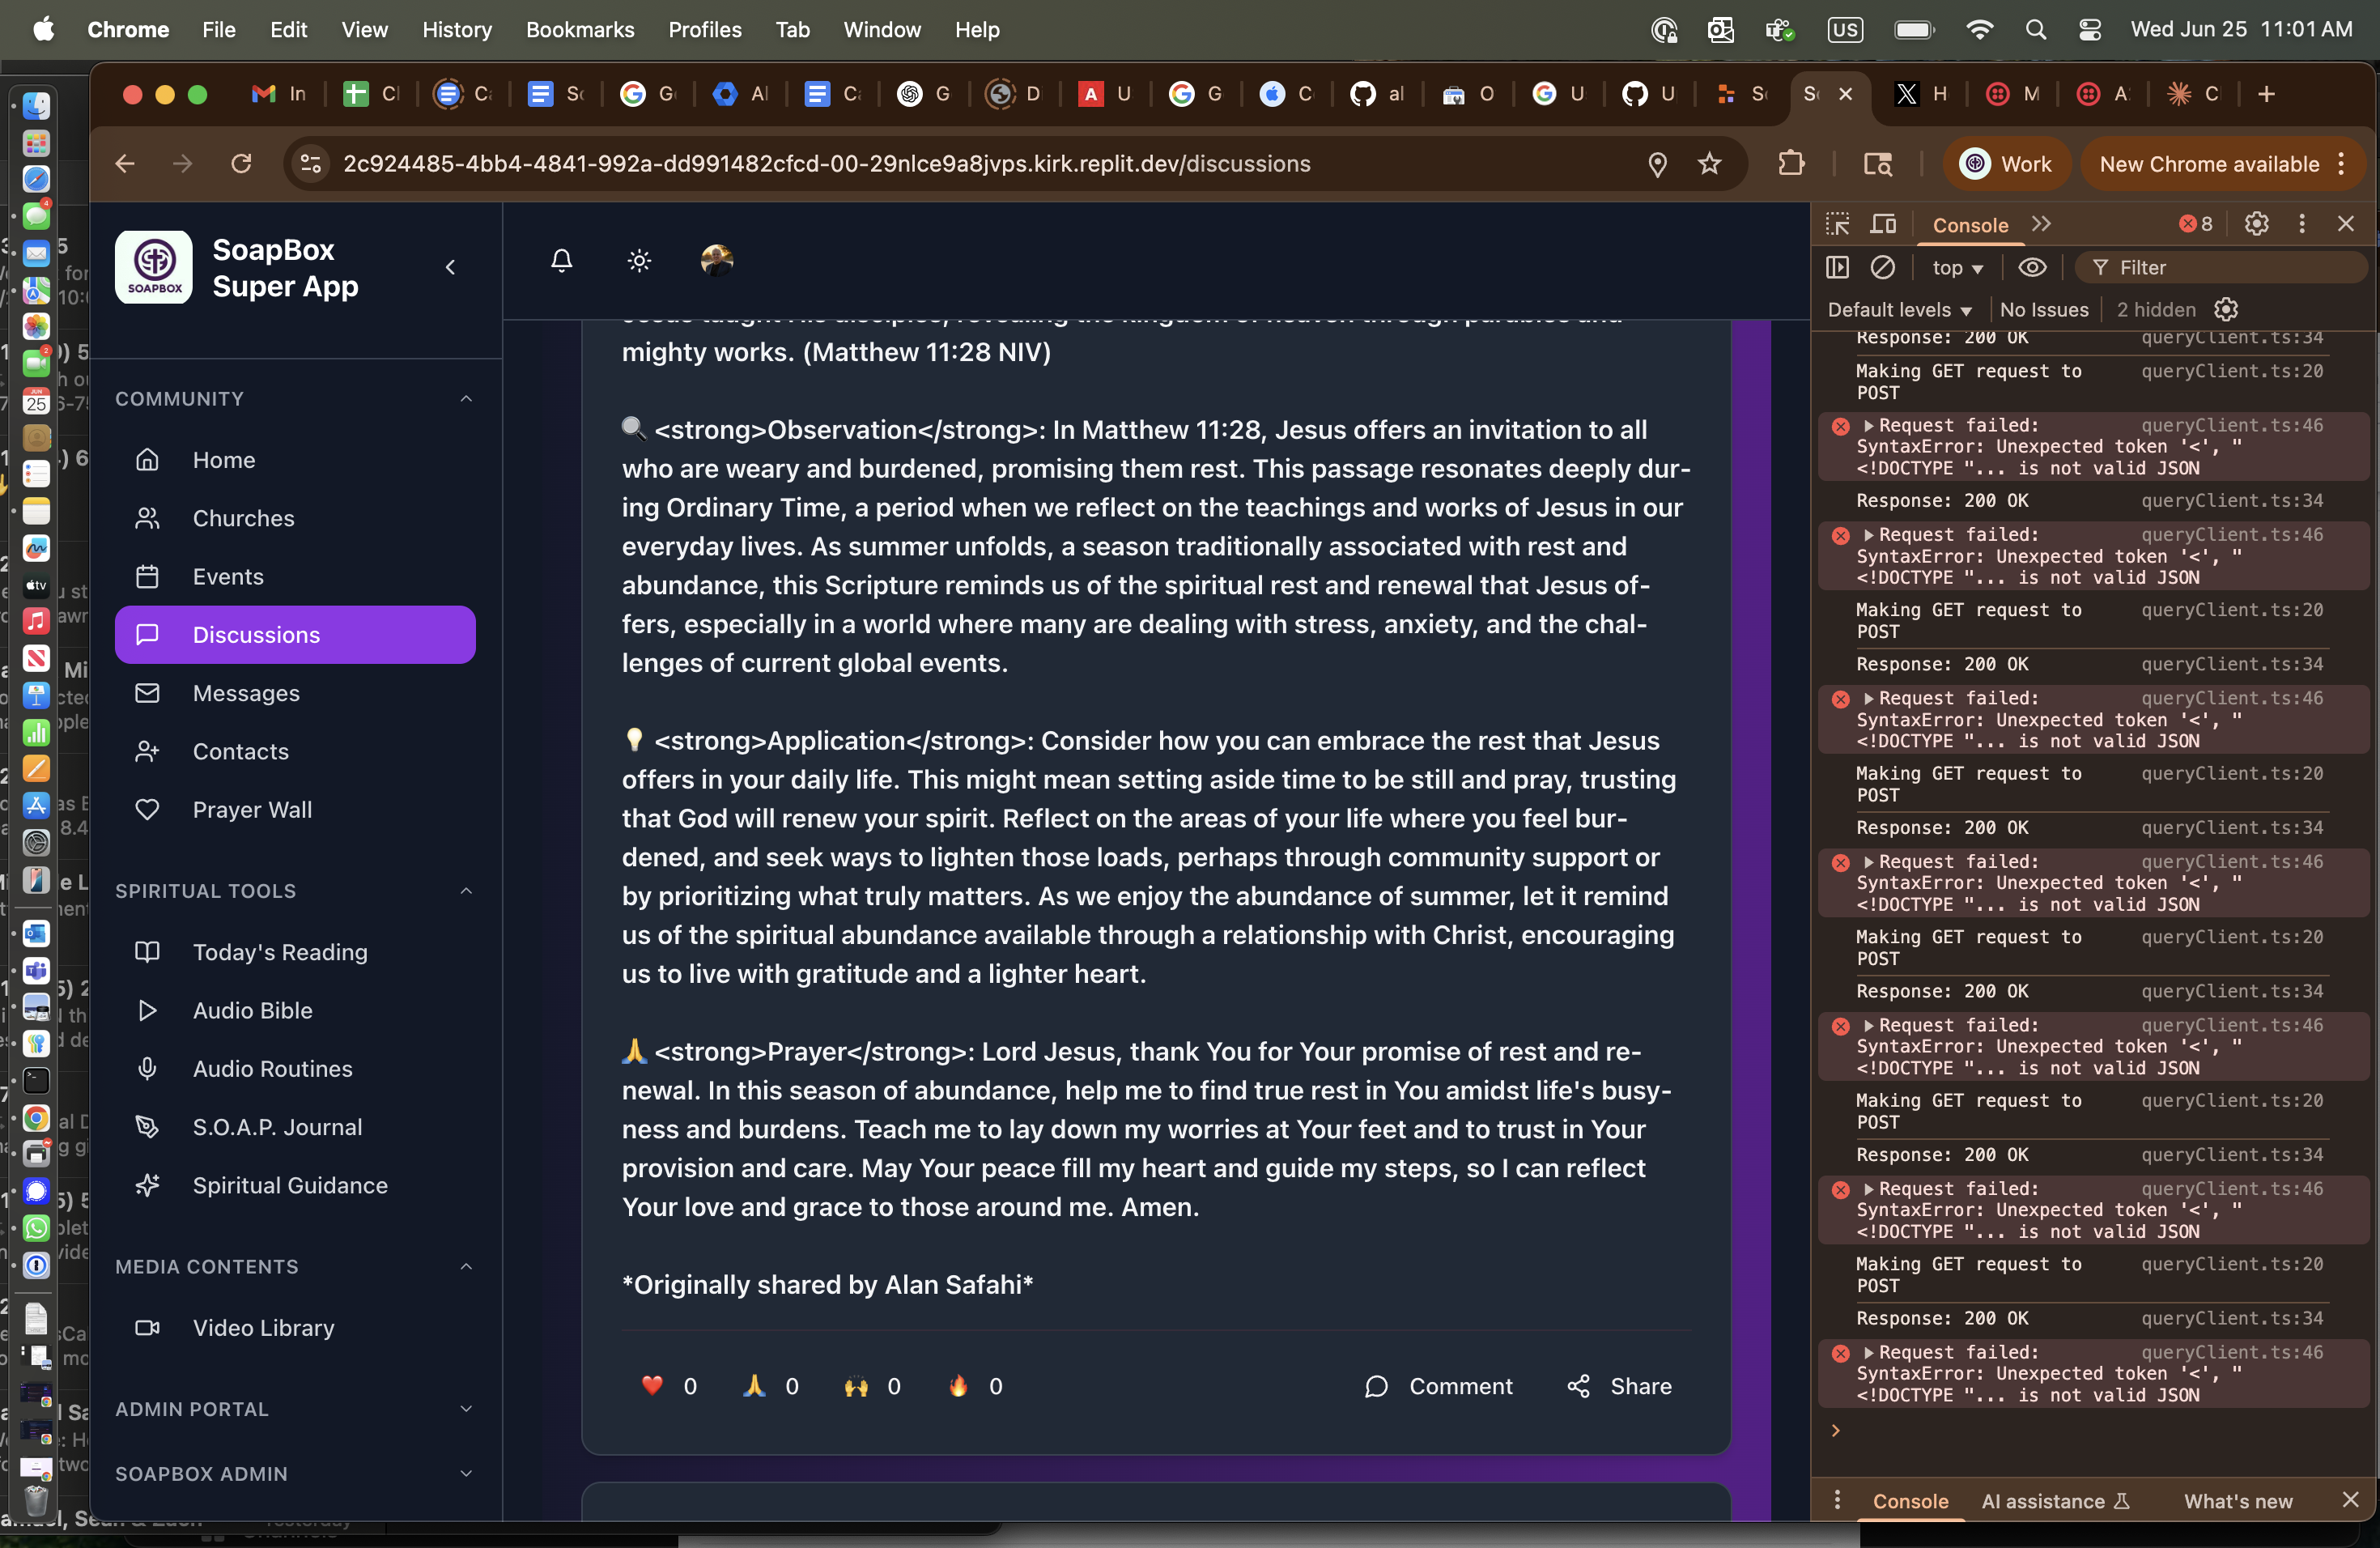 Chrome File Edit View History Bookmarks Profiles Tab Window Help US Wed Jun 25 11:01 AM
2c924485-4bb4-4841-992a-dd991482cfcd-00-29nlce9a8jvps.kirk.replit.dev/discussions
Work
New Chrome available
SoapBox
Super App
SOAPBOX
COMMUNITY
Home
Churches
Events
Discussions
Messages
Contacts
Prayer Wall
SPIRITUAL TOOLS
Today's Reading
Audio Bible
Audio Routines
S.O.A.P. Journal
Spiritual Guidance
MEDIA CONTENTS
Video Library
ADMIN PORTAL
SOAPBOX ADMIN
mighty works. (Matthew 11:28 NIV)
🔍 <strong>Observation</strong>: In Matthew 11:28, Jesus offers an invitation to all
who are weary and burdened, promising them rest. This passage resonates deeply dur-
ing Ordinary Time, a period when we reflect on the teachings and works of Jesus in our
everyday lives. As summer unfolds, a season traditionally associated with rest and
abundance, this Scripture reminds us of the spiritual rest and renewal that Jesus of-
fers, especially in a world where many are dealing with stress, anxiety, and the chal-
lenges of current global events.
💡 <strong>Application</strong>: Consider how you can embrace the rest that Jesus
offers in your daily life. This might mean setting aside time to be still and pray, trusting
that God will renew your spirit. Reflect on the areas of your life where you feel bur-
dened, and seek ways to lighten those loads, perhaps through community support or
by prioritizing what truly matters. As we enjoy the abundance of summer, let it remind
us of the spiritual abundance available through a relationship with Christ, encouraging
us to live with gratitude and a lighter heart.
🙏 <strong>Prayer</strong>: Lord Jesus, thank You for Your promise of rest and re-
newal. In this season of abundance, help me to find true rest in You amidst life's busy-
ness and burdens. Teach me to lay down my worries at Your feet and to trust in Your
provision and care. May Your peace fill my heart and guide my steps, so I can reflect
Your love and grace to those around me. Amen.
*Originally shared by Alan Safahi*
❤️ 0 🙏 0 🙌 0 🔥 0 Comment Share
Console 8
top Filter
Default levels No Issues 2 hidden
Response: 200 OK queryClient.ts:34
Making GET request to queryClient.ts:20
POST
Request failed: queryClient.ts:46
SyntaxError: Unexpected token '<', "
<!DOCTYPE "... is not valid JSON
Response: 200 OK queryClient.ts:34
Request failed: queryClient.ts:46
SyntaxError: Unexpected token '<', "
<!DOCTYPE "... is not valid JSON
Making GET request to queryClient.ts:20
POST
Response: 200 OK queryClient.ts:34
Request failed: queryClient.ts:46
SyntaxError: Unexpected token '<', "
<!DOCTYPE "... is not valid JSON
Making GET request to queryClient.ts:20
POST
Response: 200 OK queryClient.ts:34
Request failed: queryClient.ts:46
SyntaxError: Unexpected token '<', "
<!DOCTYPE "... is not valid JSON
Making GET request to queryClient.ts:20
POST
Response: 200 OK queryClient.ts:34
Request failed: queryClient.ts:46
SyntaxError: Unexpected token '<', "
<!DOCTYPE "... is not valid JSON
Making GET request to queryClient.ts:20
POST
Response: 200 OK queryClient.ts:34
Request failed: queryClient.ts:46
SyntaxError: Unexpected token '<', "
<!DOCTYPE "... is not valid JSON
Making GET request to queryClient.ts:20
POST
Response: 200 OK queryClient.ts:34
Request failed: queryClient.ts:46
SyntaxError: Unexpected token '<', "
<!DOCTYPE "... is not valid JSON
Console AI assistance What's new